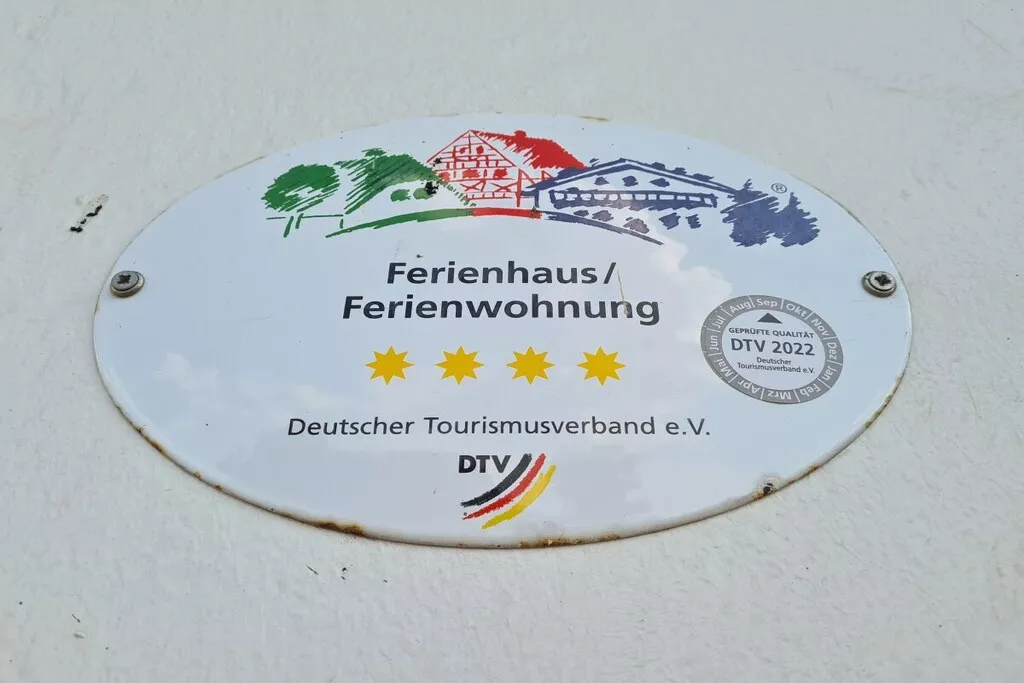 ®
Ferienhaus/
Ferienwohnung
Deutscher Tourismusverband e.V.
DTV
Jan Feb Mrz Apr Mai Jun Jul Aug Sep Okt Nov Dez
GEPRÜFTE QUALITÄT
DTV 2022
Deutscher
Tourismusverband e.V.